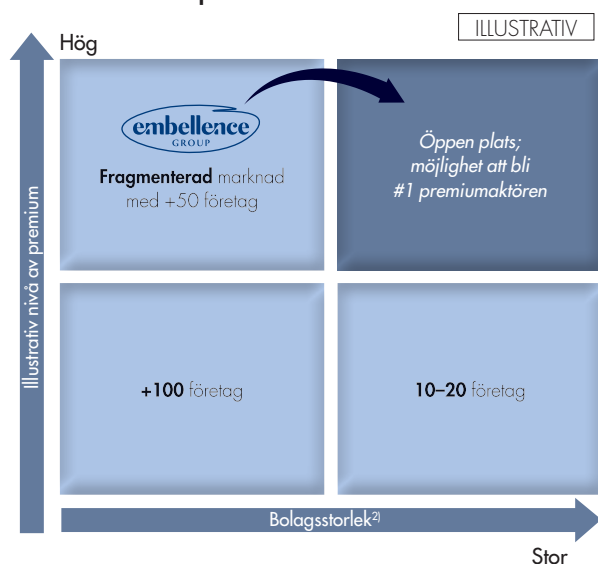 ILLUSTRATIV
Hög
embellence
GROUP
Fragmenterad marknad
med +50 företag
Öppen plats;
möjlighet att bli
#1 premiumaktören
Illustrativ nivå av premium
+100 företag
10–20 företag
Bolagsstorlek2)
Stor